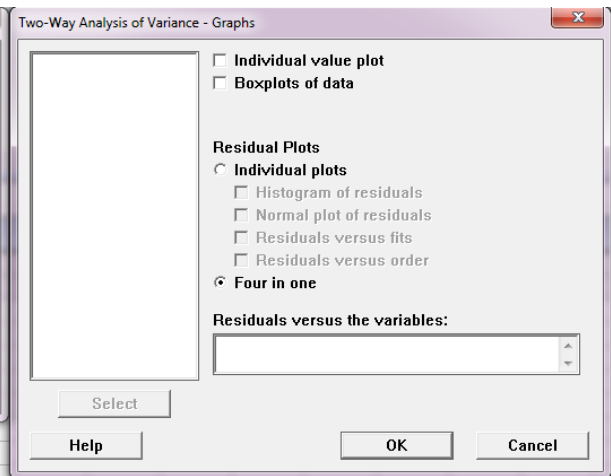 Two-Way Analysis of Variance - Graphs
Individual value plot
Boxplots of data
Residual Plots
Individual plots
Histogram of residuals
Normal plot of residuals
Residuals versus fits
Residuals versus order
Four in one
Residuals versus the variables:
Select
Help
OK
Cancel